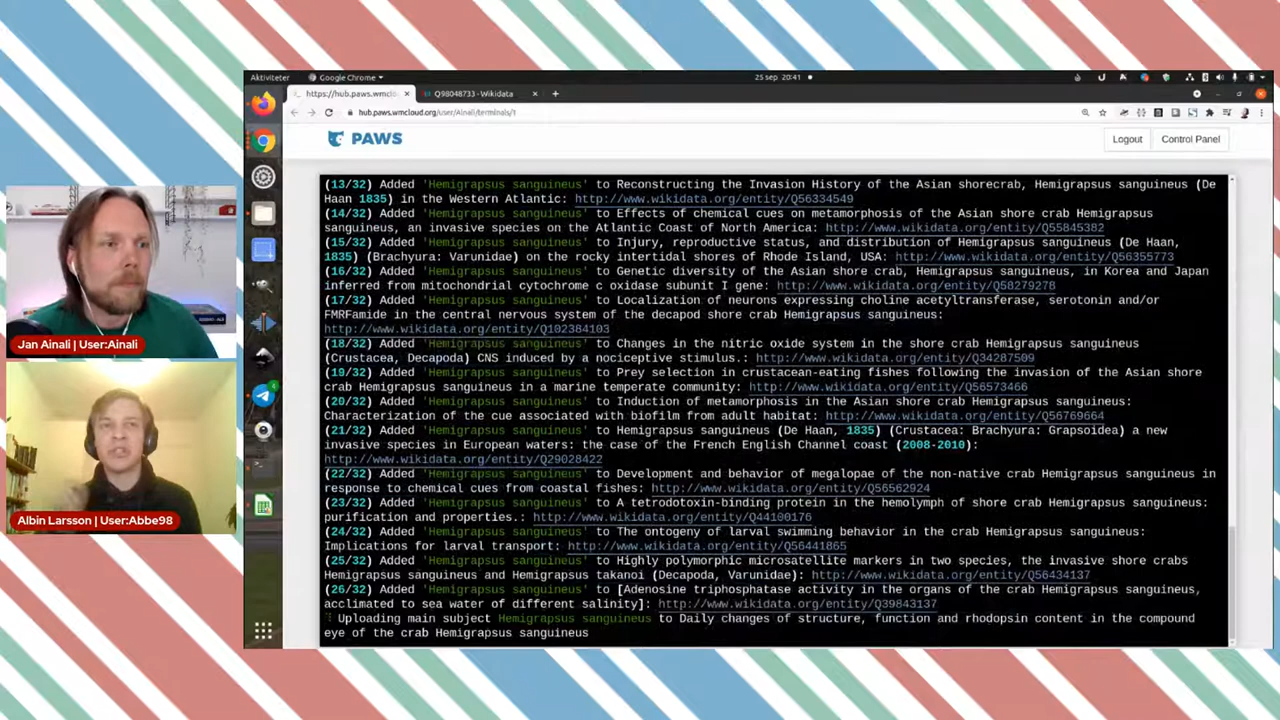 Aktiviteter
Google Chrome
25 sep 20:41
https://hub.paws.wmclo
Q98048733 - Wikidata
hub.paws.wmcloud.org/user/Ainali/terminals/1
PAWS
Logout
Control Panel
(13/32) Added 'Hemigrapsus sanguineus' to Reconstructing the Invasion History of the Asian shorecrab, Hemigrapsus sanguineus (De
Haan 1835) in the Western Atlantic: http://www.wikidata.org/entity/Q56334549
(14/32) Added 'Hemigrapsus sanguineus' to Effects of chemical cues on metamorphosis of the Asian shore crab Hemigrapsus
sanguineus, an invasive species on the Atlantic Coast of North America: http://www.wikidata.org/entity/Q55845382
(15/32) Added 'Hemigrapsus sanguineus' to Injury, reproductive status, and distribution of Hemigrapsus sanguineus (De Haan,
1835) (Brachyura: Varunidae) on the rocky intertidal shores of Rhode Island, USA: http://www.wikidata.org/entity/Q56355773
(16/32) Added 'Hemigrapsus sanguineus' to Genetic diversity of the Asian shore crab, Hemigrapsus sanguineus, in Korea and Japan
inferred from mitochondrial cytochrome c oxidase subunit I gene: http://www.wikidata.org/entity/Q58279278
(17/32) Added 'Hemigrapsus sanguineus' to Localization of neurons expressing choline acetyltransferase, serotonin and/or
FMRFamide in the central nervous system of the decapod shore crab Hemigrapsus sanguineus:
http://www.wikidata.org/entity/Q102384103
(18/32) Added 'Hemigrapsus sanguineus' to Changes in the nitric oxide system in the shore crab Hemigrapsus sanguineus
(Crustacea, Decapoda) CNS induced by a nociceptive stimulus.: http://www.wikidata.org/entity/Q34287509
(19/32) Added 'Hemigrapsus sanguineus' to Prey selection in crustacean-eating fishes following the invasion of the Asian shore
crab Hemigrapsus sanguineus in a marine temperate community: http://www.wikidata.org/entity/Q56573466
(20/32) Added 'Hemigrapsus sanguineus' to Induction of metamorphosis in the Asian shore crab Hemigrapsus sanguineus:
Characterization of the cue associated with biofilm from adult habitat: http://www.wikidata.org/entity/Q56769664
(21/32) Added 'Hemigrapsus sanguineus' to Hemigrapsus sanguineus (De Haan, 1835) (Crustacea: Brachyura: Grapsoidea) a new
invasive species in European waters: the case of the French English Channel coast (2008-2010):
http://www.wikidata.org/entity/Q29028422
(22/32) Added 'Hemigrapsus sanguineus' to Development and behavior of megalopae of the non-native crab Hemigrapsus sanguineus in
response to chemical cues from coastal fishes: http://www.wikidata.org/entity/Q56562924
(23/32) Added 'Hemigrapsus sanguineus' to A tetrodotoxin-binding protein in the hemolymph of shore crab Hemigrapsus sanguineus:
purification and properties.: http://www.wikidata.org/entity/Q44100176
(24/32) Added 'Hemigrapsus sanguineus' to The ontogeny of larval swimming behavior in the crab Hemigrapsus sanguineus:
Implications for larval transport: http://www.wikidata.org/entity/Q56441865
(25/32) Added 'Hemigrapsus sanguineus' to Highly polymorphic microsatellite markers in two species, the invasive shore crabs
Hemigrapsus sanguineus and Hemigrapsus takanoi (Decapoda, Varunidae): http://www.wikidata.org/entity/Q56434137
(26/32) Added 'Hemigrapsus sanguineus' to [Adenosine triphosphatase activity in the organs of the crab Hemigrapsus sanguineus,
acclimated to sea water of different salinity]: http://www.wikidata.org/entity/Q39843137
Uploading main subject Hemigrapsus sanguineus to Daily changes of structure, function and rhodopsin content in the compound
eye of the crab Hemigrapsus sanguineus
Jan Ainali | User:Ainali
Albin Larsson | User:Abbe98